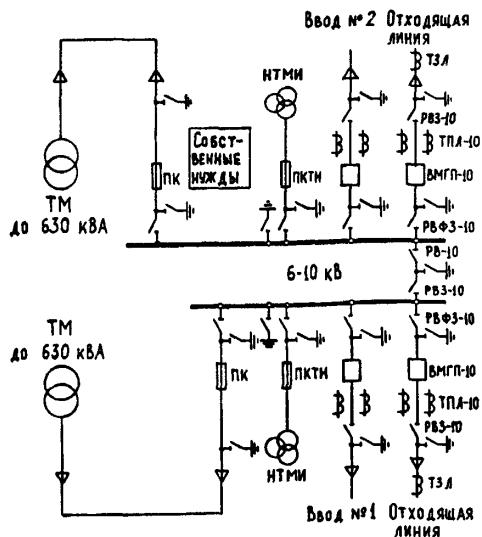 Ввод №2 Отходящая
линия
ТЗЛ
НТМИ
РВЗ-10
Собст-
венные
нужды
ТПЛ-10
ПК
ПКТН
ВМГП-10
ТМ
до 630 кВА
РВФЗ-10
РВ-10
6-10 кВ
РВЗ-10
ТМ
до 630 кВА
РВФЗ-10
ПК
ПКТН
ВМГП-10
ТПЛ-10
РВЗ-10
НТМИ
ТЗЛ
Ввод №1 Отходящая
линия